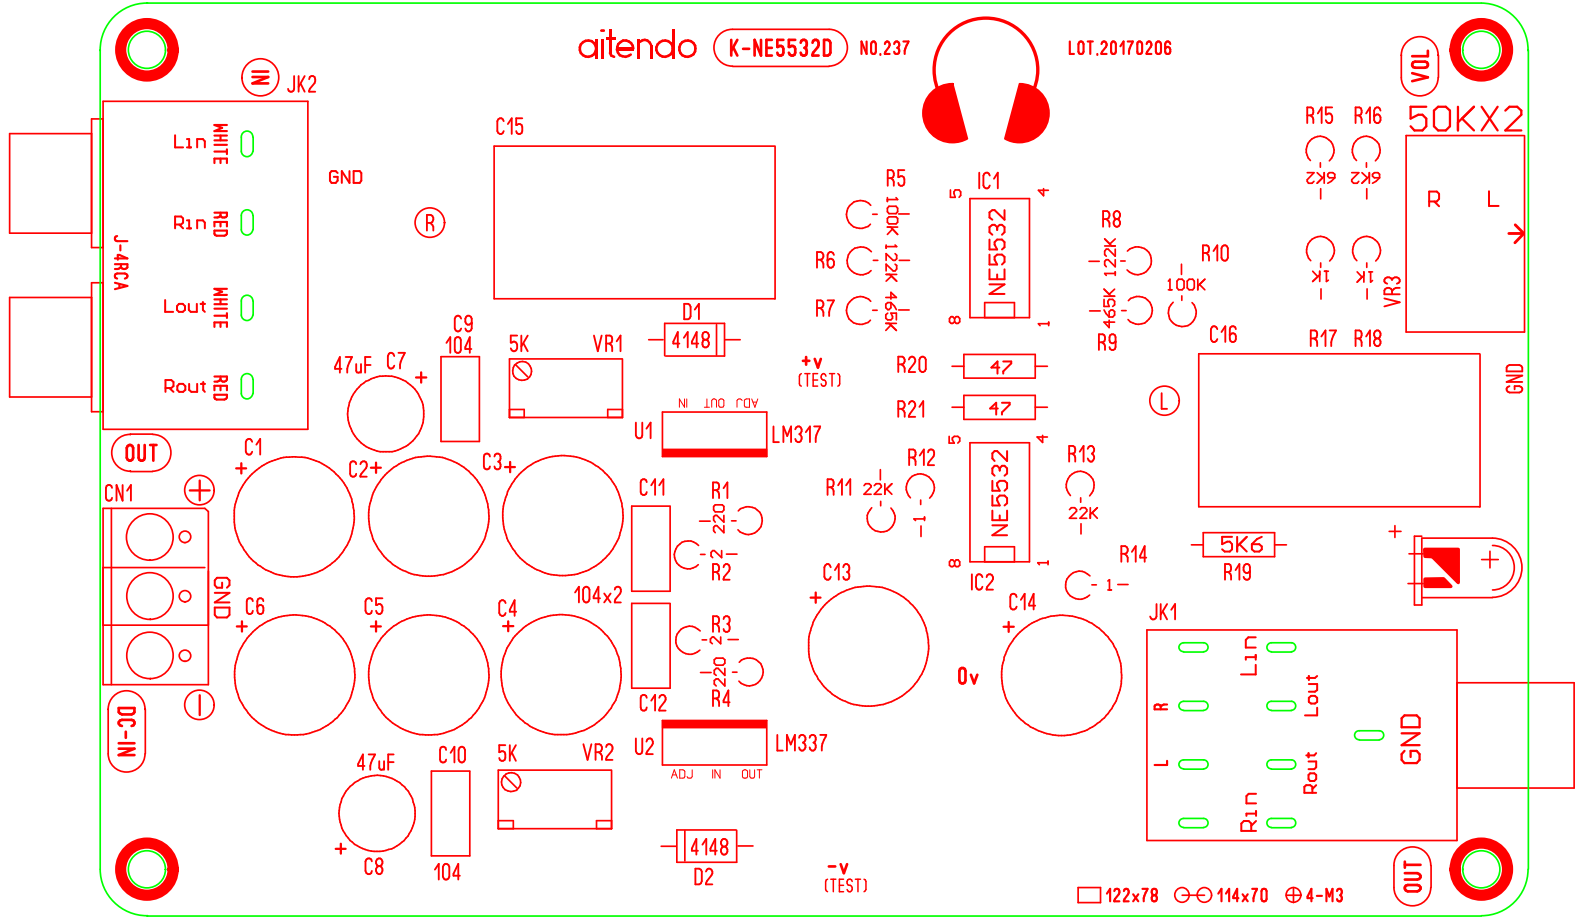 aitendo K-NE5532D NO.237 LOT.20170206
VOL
IN
JK2
Lin WHITE
Rin RED
J-4RCA
Lout WHITE
Rout RED
GND
R
C15
R5
100K
R6
122K
R7
465K
IC1
5 4
NE5532
8 1
R8
122K
R10
100K
465K
R9
R15 R16
6K2 6K2
1K 1K
R17 R18
50KX2
R L
VR3
GND
C16
D1
4148
C9
104
47uF C7
+
5K VR1
+v
(TEST)
R20 47
R21 47
L
IN OUT ADJ
U1 LM317
OUT
CN1
+
GND
-
DC-IN
C1
+
C2+
C3+
C6
+
C5
+
C4
+
C11
104x2
C12
R1
220
2
R2
R3
2
220
R4
R11
22K
R12
1
5 4
NE5532
8 1
IC2
R13
22K
R14
1
C13
+
C14
+
0v
5K6
R19
+
+
JK1
Lin
Lout
R
L
Rout
Rin
GND
U2 LM337
ADJ IN OUT
47uF
+
C8
C10
104
5K VR2
4148
D2
-v
(TEST)
OUT
122x78 114x70 4-M3